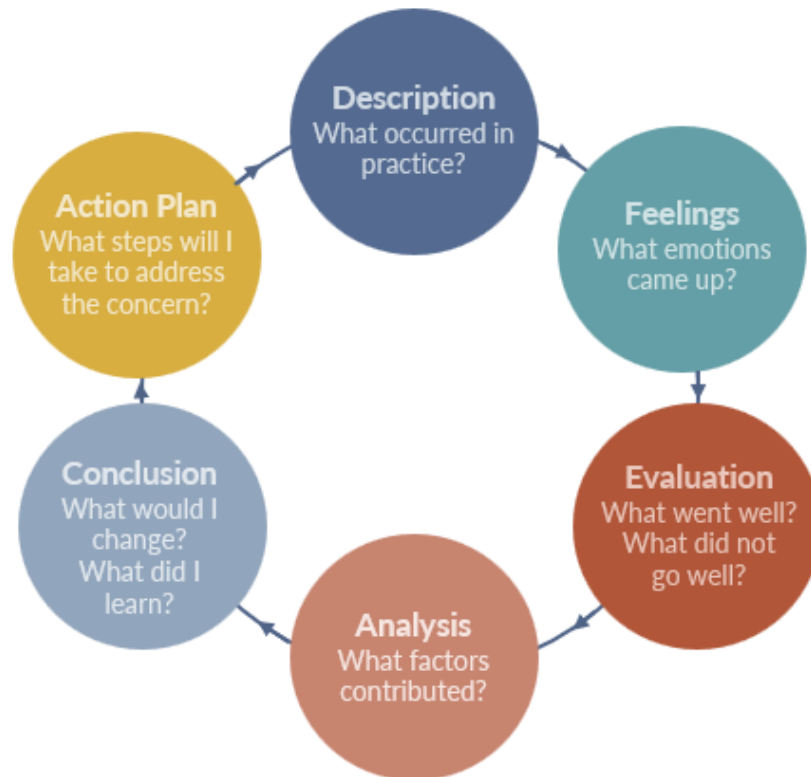 Description
What occurred in
practice?
Feelings
What emotions
came up?
Evaluation
What went well?
What did not
go well?
Analysis
What factors
contributed?
Conclusion
What would I
change?
What did I
learn?
Action Plan
What steps will I
take to address
the concern?